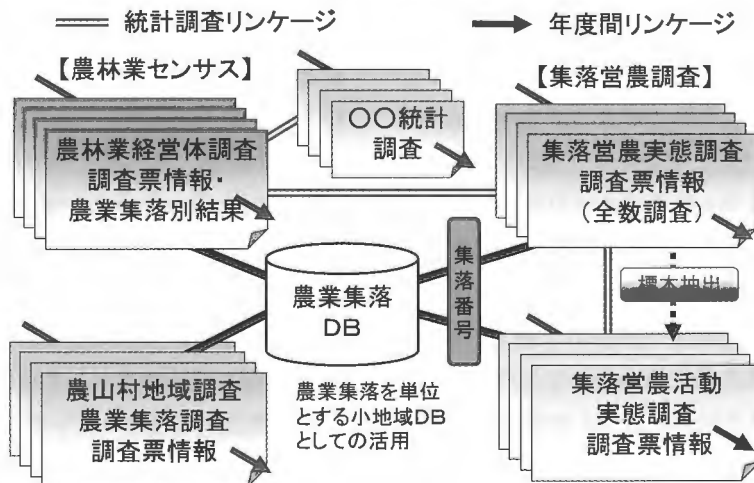 統計調査リンケージ
年度間リンケージ
【農林業センサス】
【集落営農調査】
〇〇統計
調査
農林業経営体調査
調査票情報・
農業集落別結果
集落営農実態調査
調査票情報
(全数調査)
集落番号
標本抽出
農業集落
DB
農山村地域調査
農業集落調査
調査票情報
農業集落を単位
とする小地域DB
としての活用
集落営農活動
実態調査
調査票情報